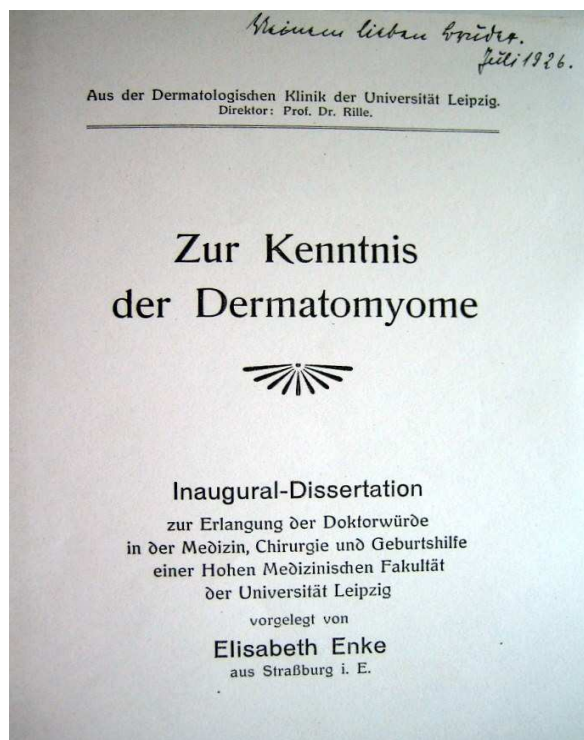 Meinem lieben Bruder.
Juli 1926.
Aus der Dermatologischen Klinik der Universität Leipzig.
Direktor: Prof. Dr. Rille.
Zur Kenntnis
der Dermatomyome
Inaugural-Dissertation
zur Erlangung der Doktorwürde
in der Medizin, Chirurgie und Geburtshilfe
einer Hohen Medizinischen Fakultät
der Universität Leipzig
vorgelegt von
Elisabeth Enke
aus Straßburg i. E.